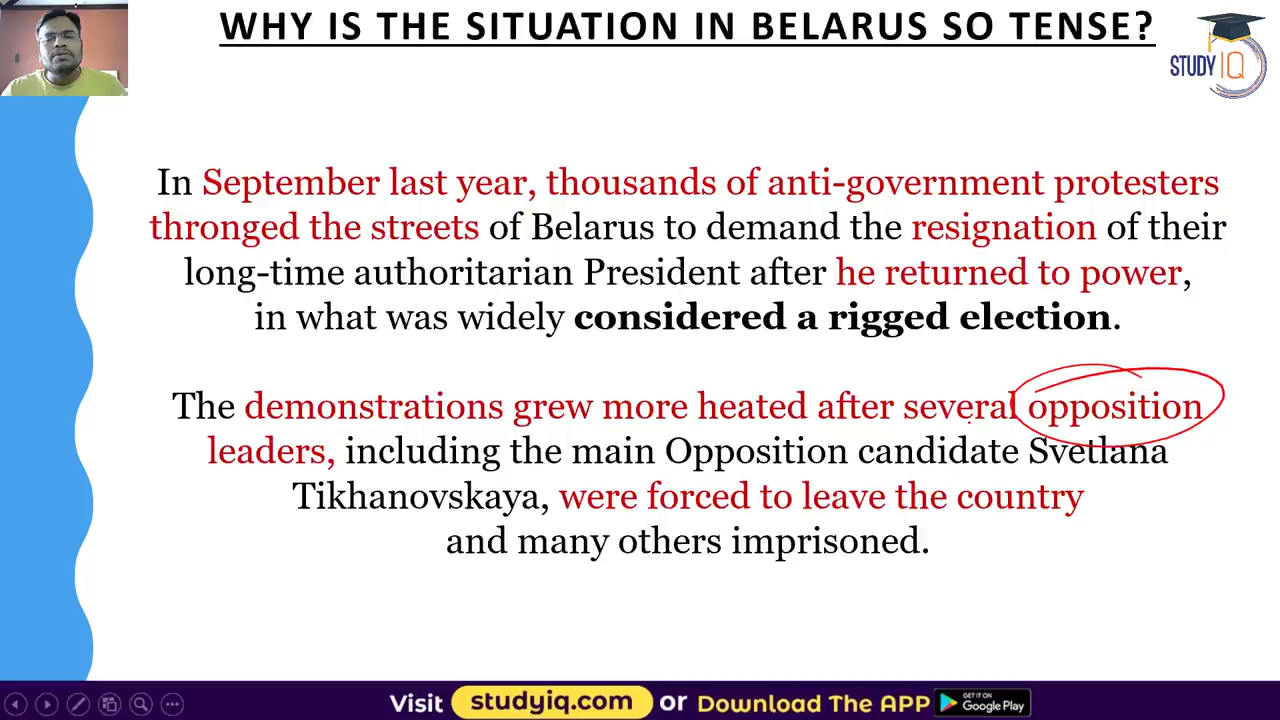 WHY IS THE SITUATION IN BELARUS SO TENSE?
STUDY IQ
In September last year, thousands of anti-government protesters
thronged the streets of Belarus to demand the resignation of their
long-time authoritarian President after he returned to power,
in what was widely considered a rigged election.
The demonstrations grew more heated after several opposition
leaders, including the main Opposition candidate Svetlana
Tikhanovskaya, were forced to leave the country
and many others imprisoned.
Visit studyiq.com or Download The APP GET IT ON Google Play